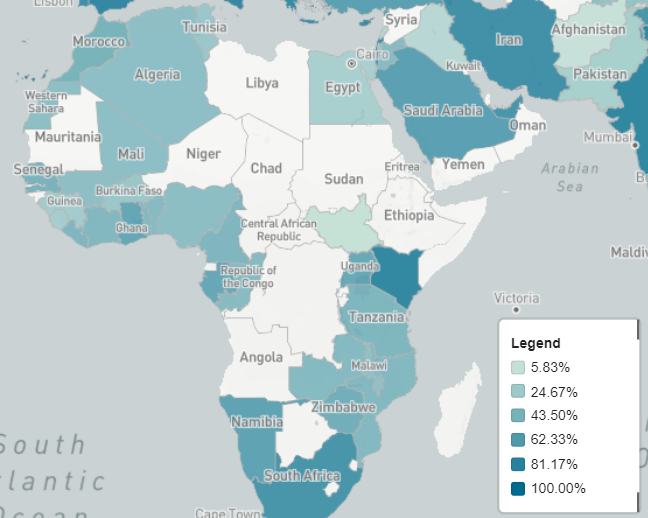 Lisbon
Syria
Afghanistan
Tunisia
Iran
Morocco
Cairo
Kuwait
Algeria
Pakistan
Libya
Egypt
Western
Sahara
Saudi Arabia
Oman
Mauritania
Mumbai
Mali
Niger
Chad
Yemen
Senegal
Eritrea
Arabian
Sea
Sudan
Burkina Faso
Guinea
Ethiopia
Ghana
Central African
Republic
Maldiv
Uganda
Republic of
the Congo
Victoria
Tanzania
Legend
Angola
Malawi
5.83%
24.67%
Zimbabwe
43.50%
Namibia
62.33%
South
81.17%
South Africa
lantic
100.00%
Ocean
Cape Town